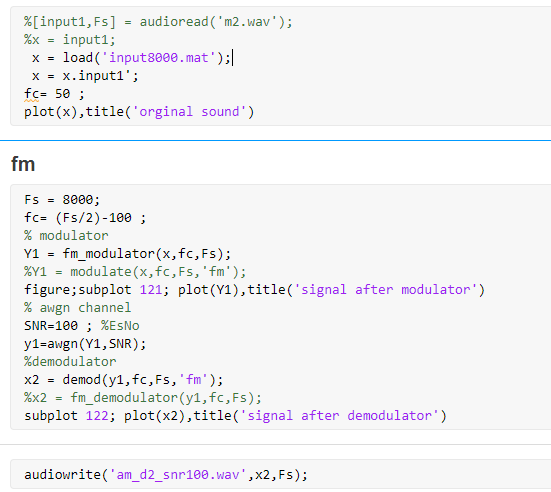 %[input1,Fs] = audioread('m2.wav');
%x = input1;
x = load('input8000.mat');
x = x.input1';
fc= 50 ;
plot(x),title('orginal sound')
fm
Fs = 8000;
fc= (Fs/2)-100 ;
% modulator
Y1 = fm_modulator(x,fc,Fs);
%Y1 = modulate(x,fc,Fs,'fm');
figure;subplot 121; plot(Y1),title('signal after modulator')
% awgn channel
SNR=100 ; %EsNo
y1=awgn(Y1,SNR);
%demodulator
x2 = demod(y1,fc,Fs,'fm');
%x2 = fm_demodulator(y1,fc,Fs);
subplot 122; plot(x2),title('signal after demodulator')
audiowrite('am_d2_snr100.wav',x2,Fs);